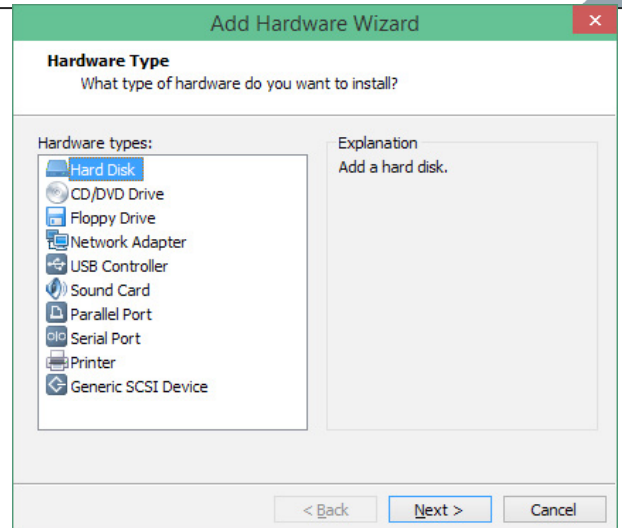 Add Hardware Wizard
Hardware Type
What type of hardware do you want to install?
Hardware types:
Hard Disk
CD/DVD Drive
Floppy Drive
Network Adapter
USB Controller
Sound Card
Parallel Port
Serial Port
Printer
Generic SCSI Device
Explanation
Add a hard disk.
< Back
Next >
Cancel